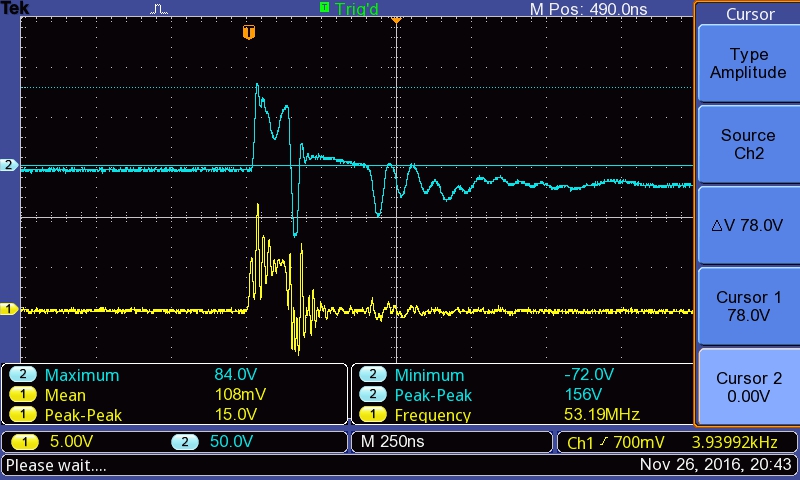 Tek
T Trig'd
M Pos: 490.0ns
Cursor
T
Type
Amplitude
Source
Ch2
2
△V 78.0V
Cursor 1
78.0V
1
Cursor 2
0.00V
2 Maximum 84.0V
2 Minimum -72.0V
1 Mean 108mV
2 Peak-Peak 156V
1 Peak-Peak 15.0V
1 Frequency 53.19MHz
1 5.00V 2 50.0V
M 250ns
Ch1 700mV 3.93992kHz
Please wait....
Nov 26, 2016, 20:43